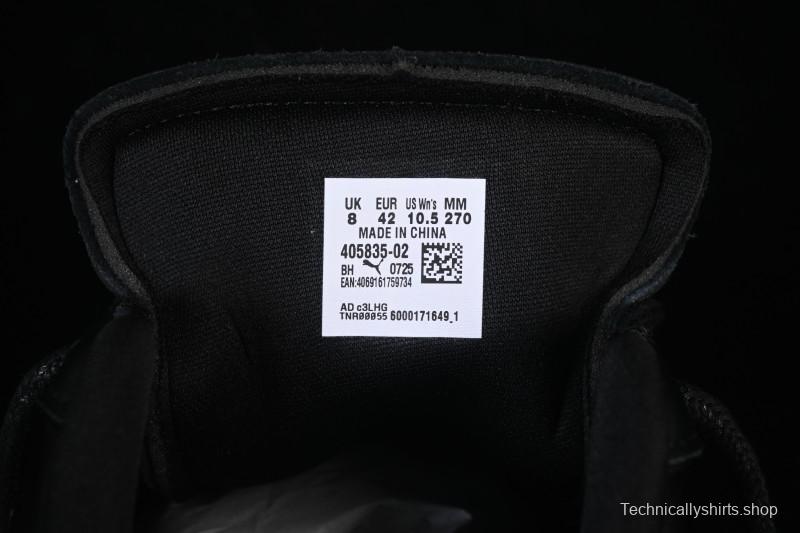 UK EUR US Wn's MM
8 42 10.5 270
MADE IN CHINA
405835-02
BH 0725
EAN:4069161759734
AD c3LHG
TNR00055 6000171649_1
Technicallyshirts.shop